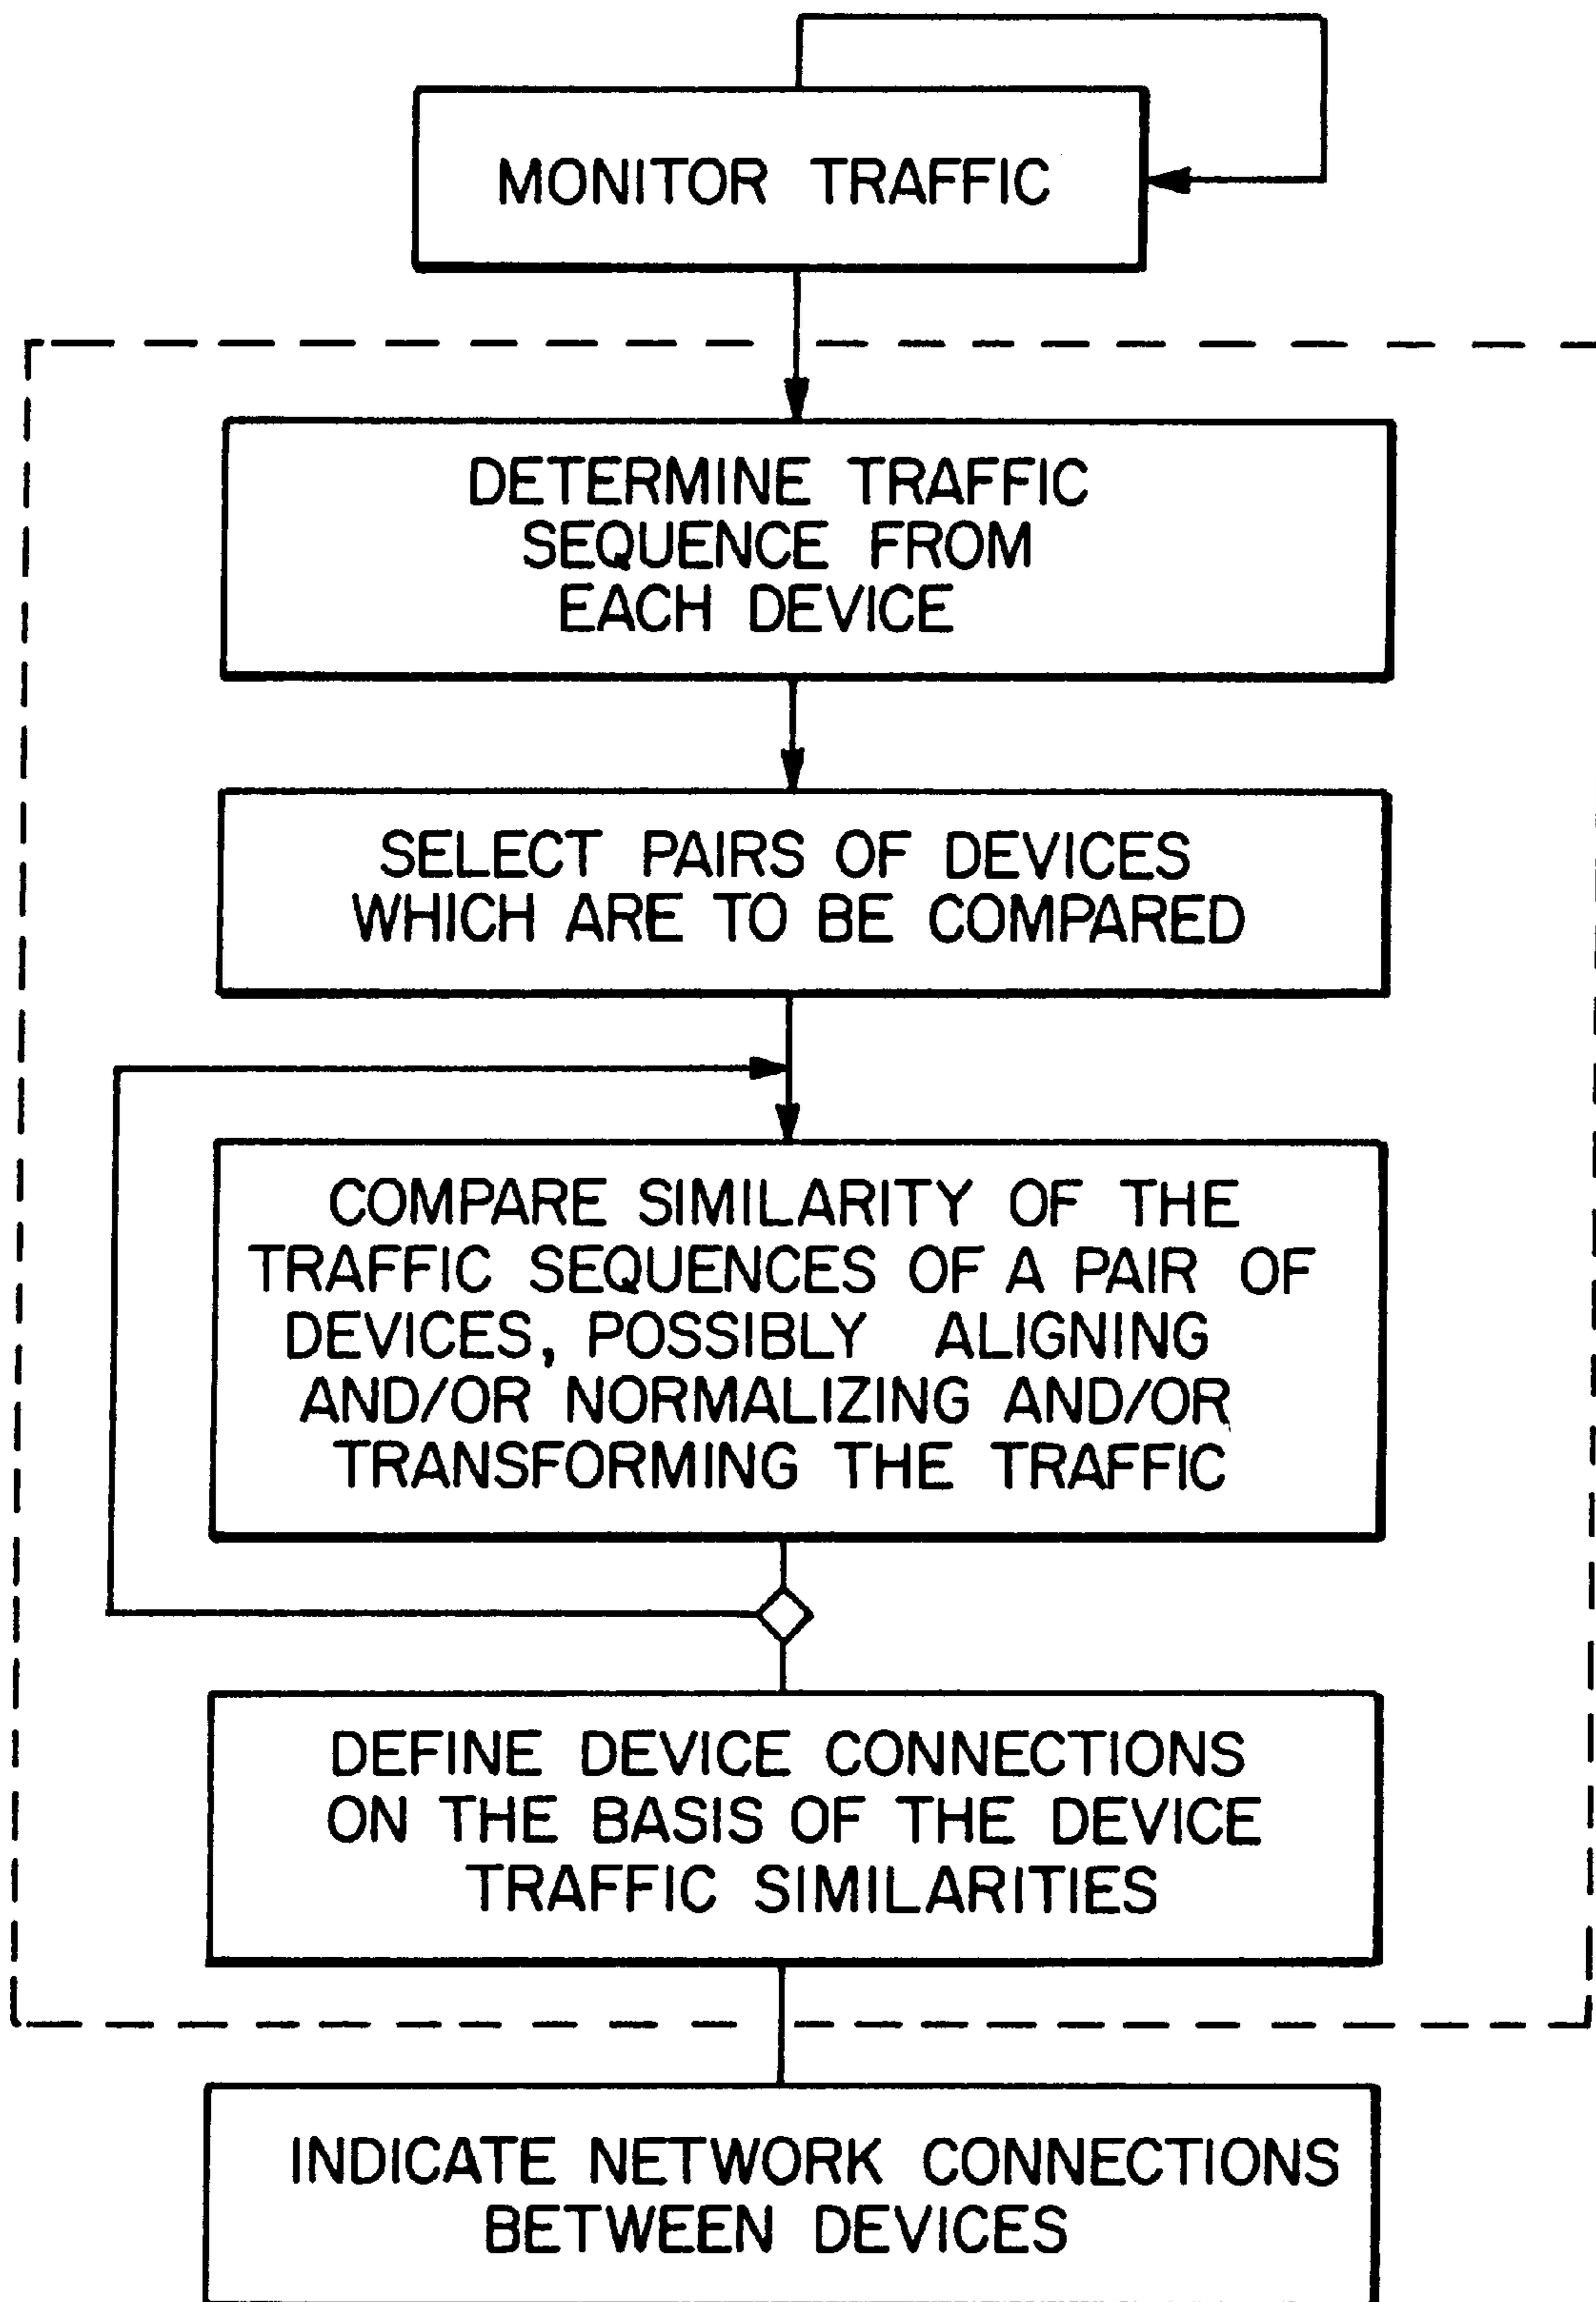 MONITOR TRAFFIC
DETERMINE TRAFFIC
SEQUENCE FROM
EACH DEVICE
SELECT PAIRS OF DEVICES
WHICH ARE TO BE COMPARED
COMPARE SIMILARITY OF THE
TRAFFIC SEQUENCES OF A PAIR OF
DEVICES, POSSIBLY ALIGNING
AND/OR NORMALIZING AND/OR
TRANSFORMING THE TRAFFIC
DEFINE DEVICE CONNECTIONS
ON THE BASIS OF THE DEVICE
TRAFFIC SIMILARITIES
INDICATE NETWORK CONNECTIONS
BETWEEN DEVICES